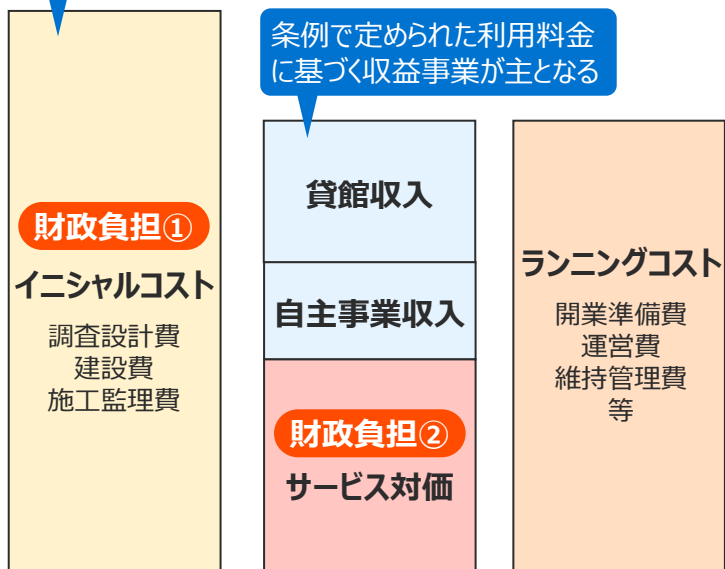 条例で定められた利用料金
に基づく収益事業が主となる
財政負担①
イニシャルコスト
調査設計費
建設費
施工監理費
貸館収入
自主事業収入
財政負担②
サービス対価
ランニングコスト
開業準備費
運営費
維持管理費
等